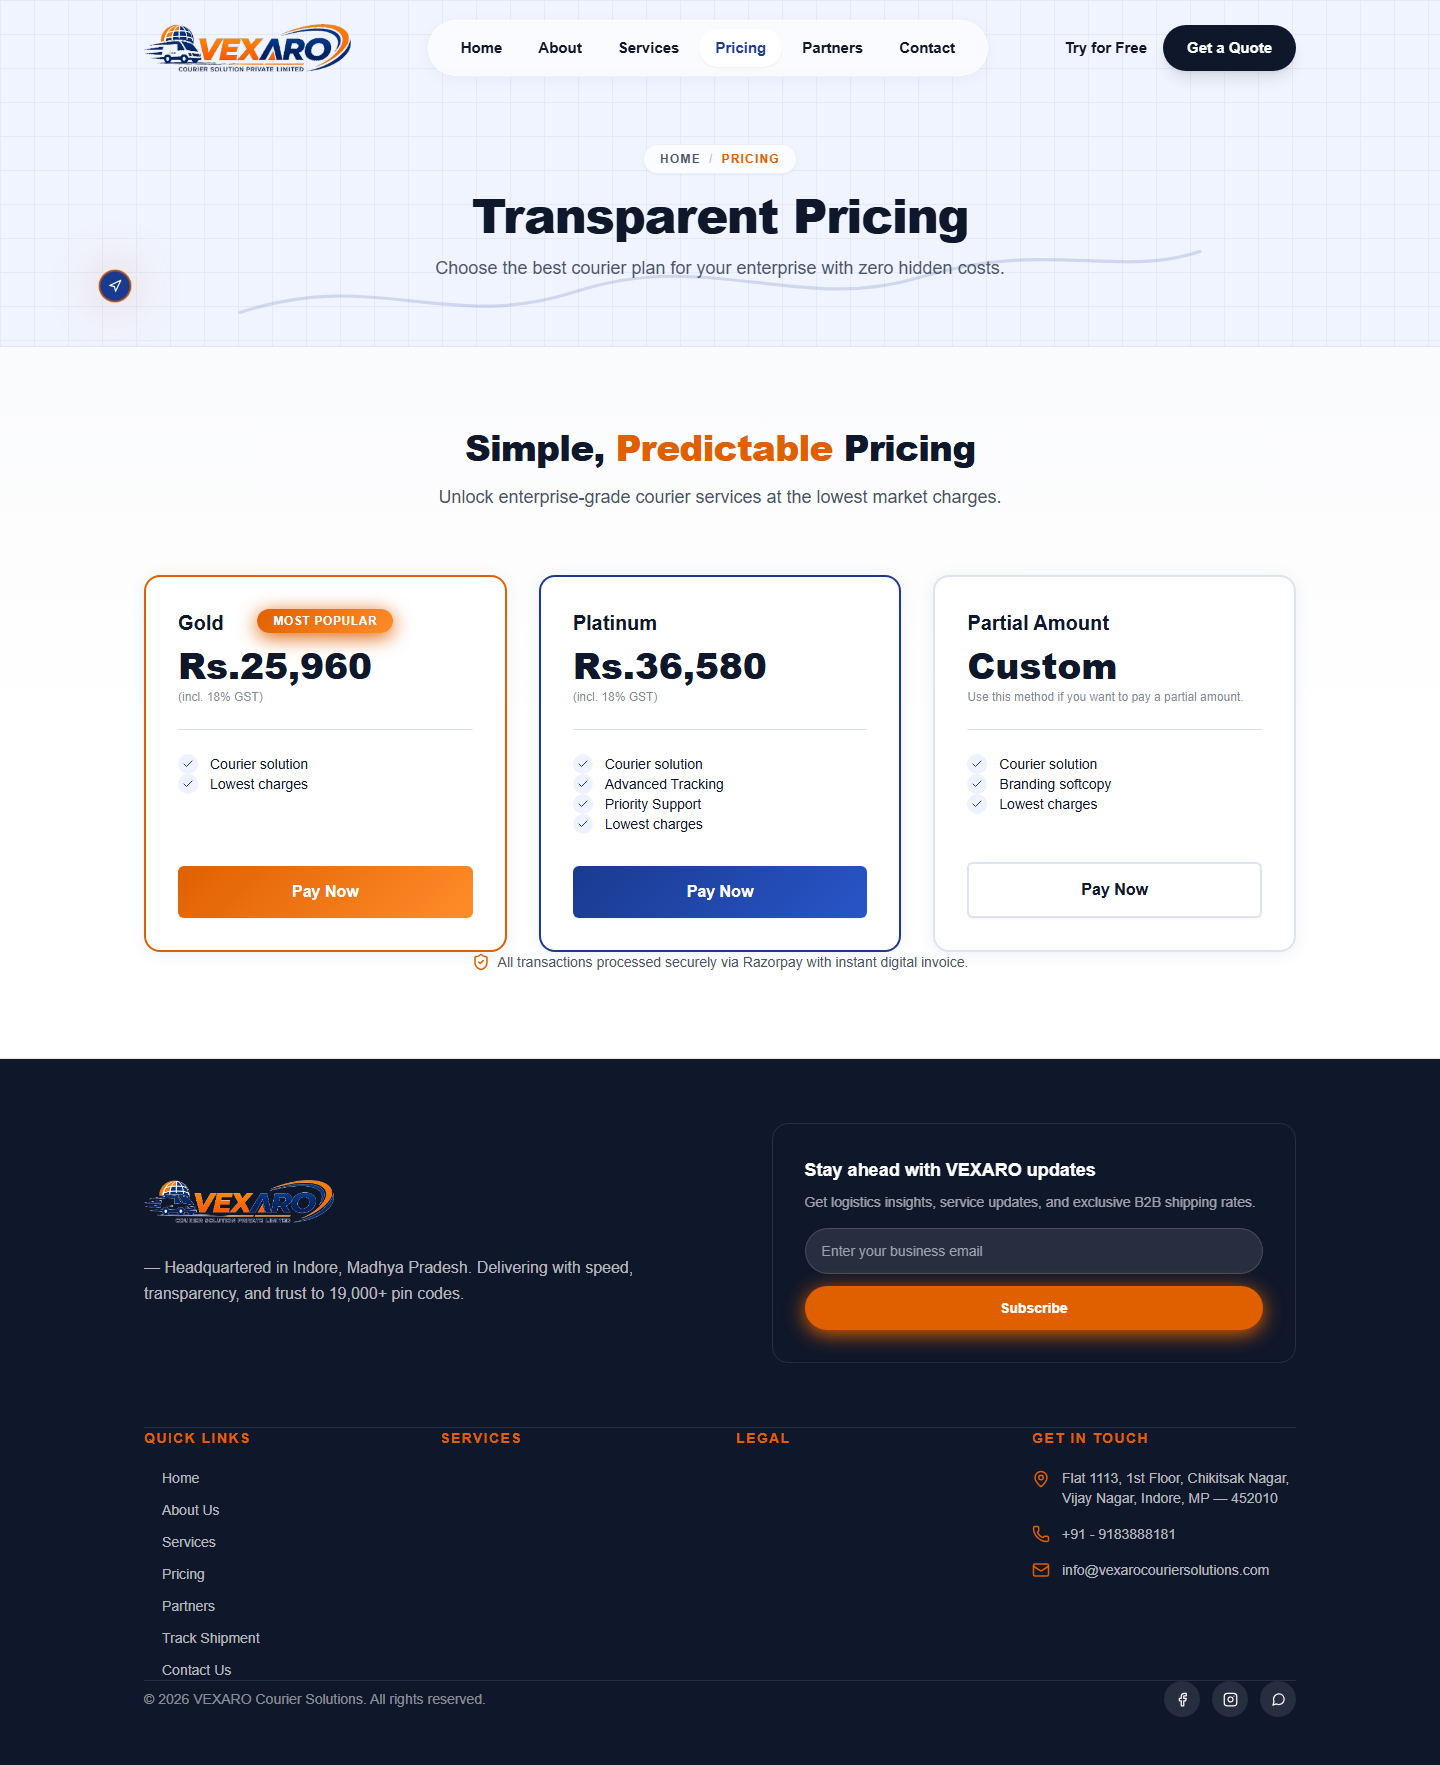 VEXARO
COURIER SOLUTION PRIVATE LIMITED
Home
About
Services
Pricing
Partners
Contact
Try for Free
Get a Quote
HOME / PRICING
Transparent Pricing
Choose the best courier plan for your enterprise with zero hidden costs.
Simple, Predictable Pricing
Unlock enterprise-grade courier services at the lowest market charges.
Gold
MOST POPULAR
Rs.25,960
(incl. 18% GST)
Courier solution
Lowest charges
Pay Now
Platinum
Rs.36,580
(incl. 18% GST)
Courier solution
Advanced Tracking
Priority Support
Lowest charges
Pay Now
Partial Amount
Custom
Use this method if you want to pay a partial amount.
Courier solution
Branding softcopy
Lowest charges
Pay Now
All transactions processed securely via Razorpay with instant digital invoice.
VEXARO
COURIER SOLUTION PRIVATE LIMITED
— Headquartered in Indore, Madhya Pradesh. Delivering with speed,
transparency, and trust to 19,000+ pin codes.
Stay ahead with VEXARO updates
Get logistics insights, service updates, and exclusive B2B shipping rates.
Enter your business email
Subscribe
QUICK LINKS
Home
About Us
Services
Pricing
Partners
Track Shipment
Contact Us
SERVICES
LEGAL
GET IN TOUCH
Flat 1113, 1st Floor, Chikitsak Nagar,
Vijay Nagar, Indore, MP — 452010
+91 - 9183888181
info@vexarocouriersolutions.com
© 2026 VEXARO Courier Solutions. All rights reserved.